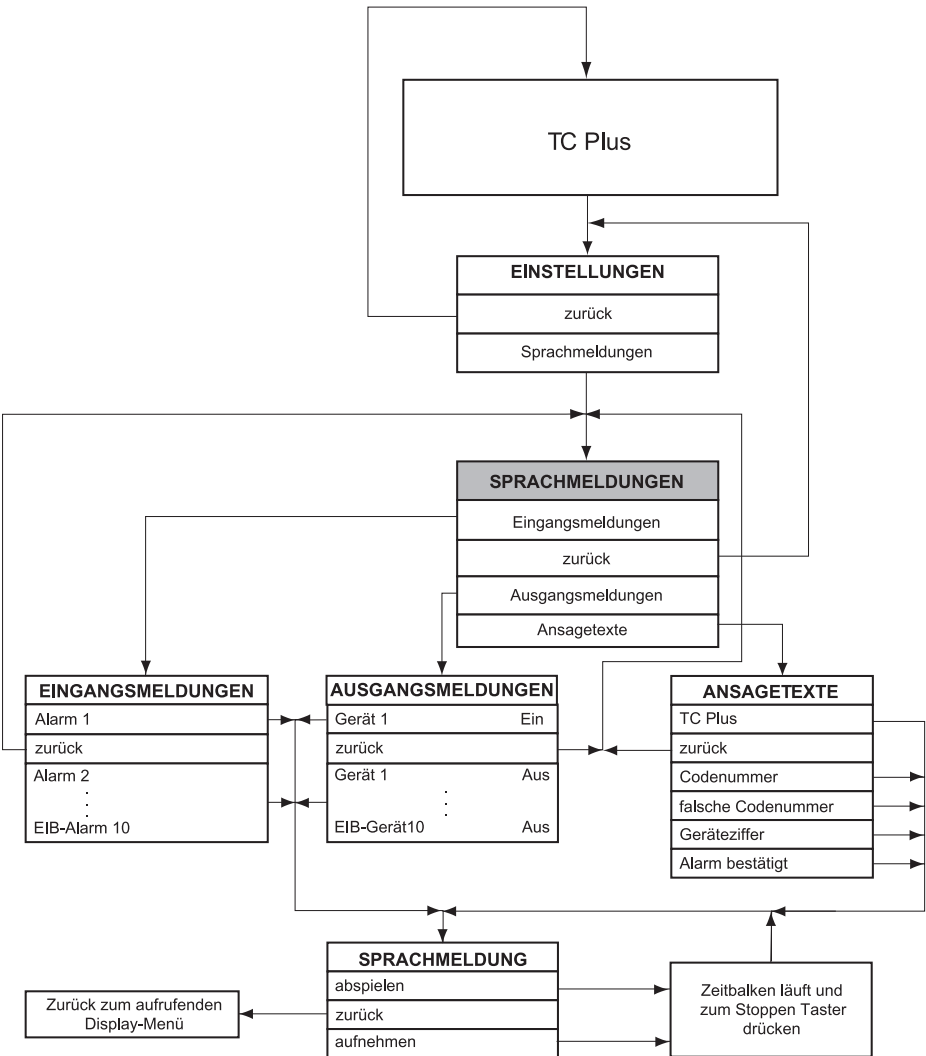 TC Plus
EINSTELLUNGEN
zurück
Sprachmeldungen
SPRACHMELDUNGEN
Eingangsmeldungen
zurück
Ausgangsmeldungen
Ansagetexte
EINGANGSMELDUNGEN
Alarm 1
zurück
Alarm 2
EIB-Alarm 10
AUSGANGSMELDUNGEN
Gerät 1 Ein
zurück
Gerät 1 Aus
EIB-Gerät10 Aus
ANSAGETEXTE
TC Plus
zurück
Codenummer
falsche Codenummer
Geräteziffer
Alarm bestätigt
SPRACHMELDUNG
abspielen
zurück
aufnehmen
Zurück zum aufrufenden
Display-Menü
Zeitbalken läuft und
zum Stoppen Taster
drücken